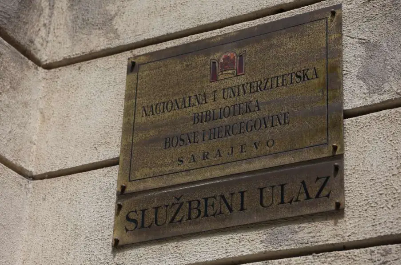 NACIONALNA I UNIVERZITETSKA
BIBLIOTEKA
BOSNE I HERCEGOVINE
SARAJEVO
SLUŽBENI ULAZ